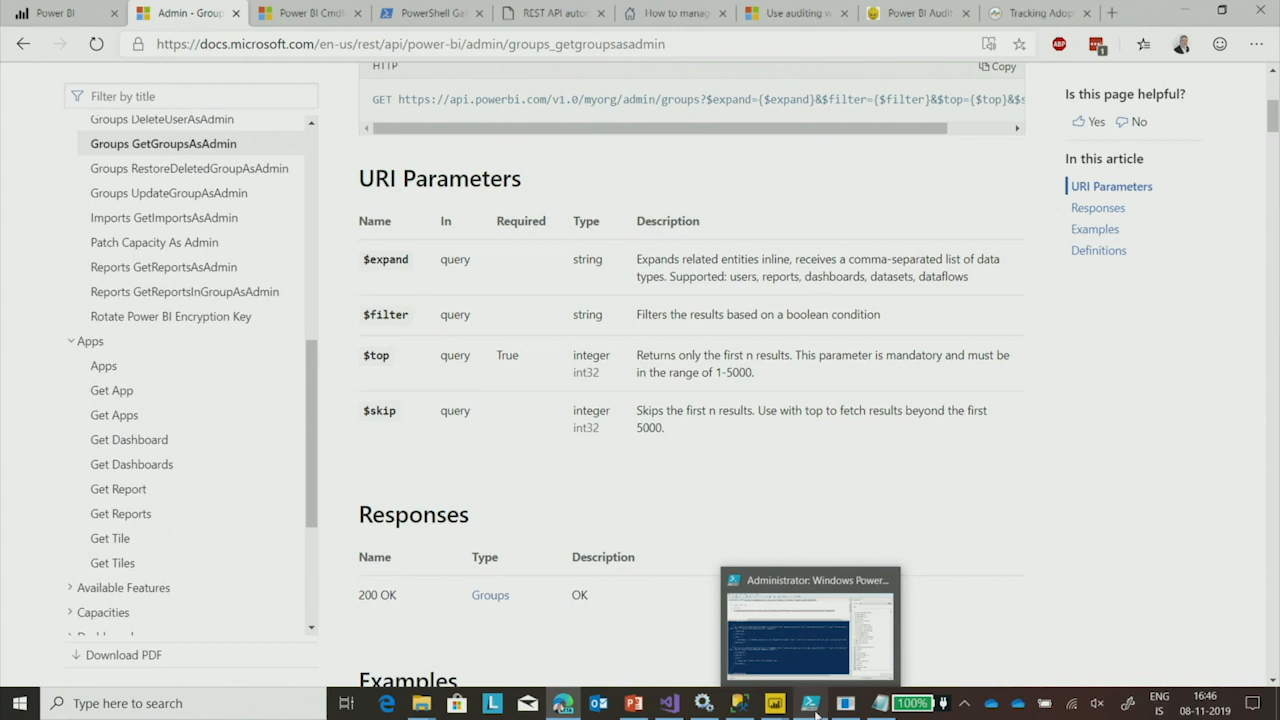 Power BI
Admin - Group
Power BI Cmdl
PowerShell Gal
REST API autor
How to manag
Use auditing w
Power BI Audit
Tracking Adop
https://docs.microsoft.com/en-us/rest/api/power-bi/admin/groups_getgroupsasadmin
ABP
1
Filter by title
Groups DeleteUserAsAdmin
Groups GetGroupsAsAdmin
Groups RestoreDeletedGroupAsAdmin
Groups UpdateGroupAsAdmin
Imports GetImportsAsAdmin
Patch Capacity As Admin
Reports GetReportsAsAdmin
Reports GetReportsInGroupAsAdmin
Rotate Power BI Encryption Key
Apps
Apps
Get App
Get Apps
Get Dashboard
Get Dashboards
Get Report
Get Reports
Get Tile
Get Tiles
Available Features
Download PDF
HTTP
Copy
GET https://api.powerbi.com/v1.0/myorg/admin/groups?$expand={$expand}&$filter={$filter}&$top={$top}&$s
URI Parameters
Name In Required Type Description
$expand query string Expands related entities inline, receives a comma-separated list of data
types. Supported: users, reports, dashboards, datasets, dataflows
$filter query string Filters the results based on a boolean condition
$top query True integer Returns only the first n results. This parameter is mandatory and must be
int32 in the range of 1-5000.
$skip query integer Skips the first n results. Use with top to fetch results beyond the first
int32 5000.
Responses
Name Type Description
200 OK Groups OK
Examples
Is this page helpful?
Yes No
In this article
URI Parameters
Responses
Examples
Definitions
Administrator: Windows Power...
Type here to search
100%
ENG
IS
16:04
08-11-2019